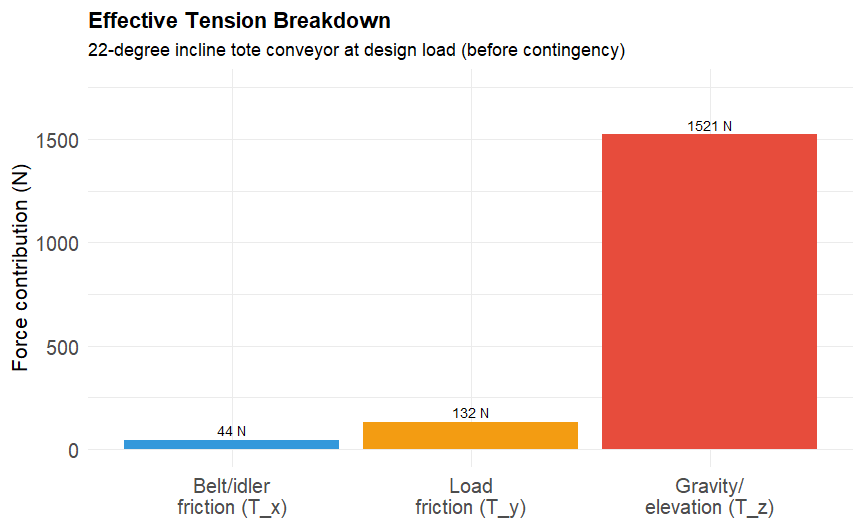 Effective Tension Breakdown
22-degree incline tote conveyor at design load (before contingency)
Force contribution (N)
1500
1000
500
0
44 N
132 N
1521 N
Belt/idler
friction (T_x)
Load
friction (T_y)
Gravity/
elevation (T_z)